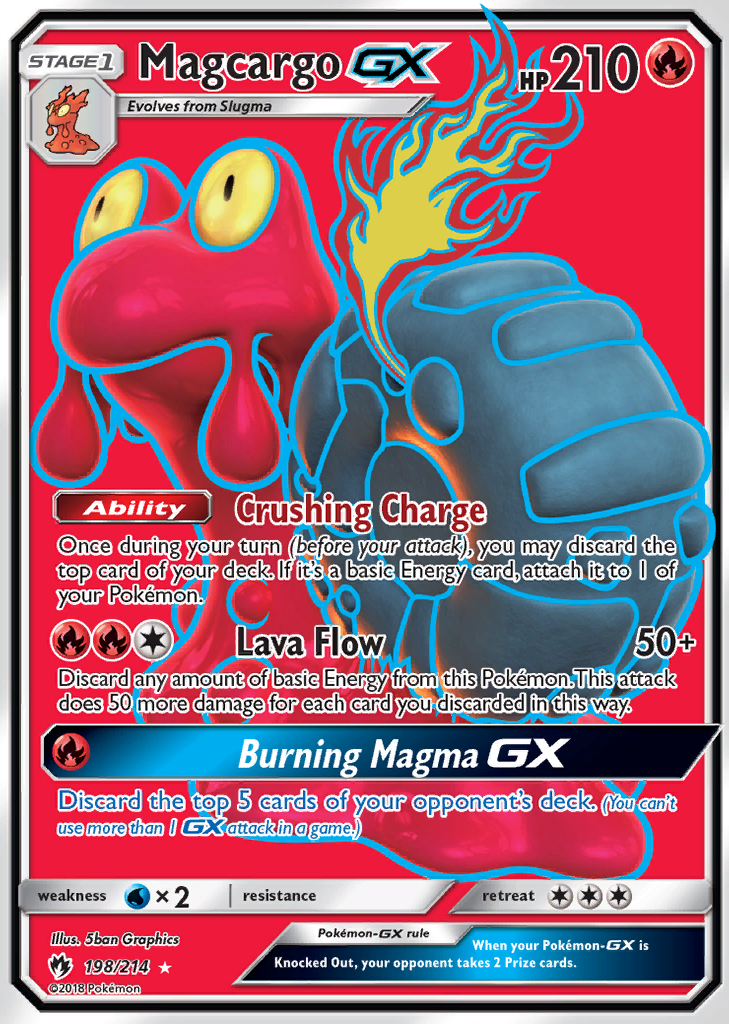 STAGE1 Magcargo GX HP210
Evolves from Slugma
Ability Crushing Charge
Once during your turn (before your attack), you may discard the
top card of your deck. If it's a basic Energy card, attach it to 1 of
your Pokémon.
Lava Flow 50+
Discard any amount of basic Energy from this Pokémon. This attack
does 50 more damage for each card you discarded in this way.
Burning Magma GX
Discard the top 5 cards of your opponent's deck. (You can't
use more than 1 GX attack in a game.)
weakness ×2 resistance retreat
Illus. 5ban Graphics
Pokémon-GX rule
When your Pokémon-GX is
Knocked Out, your opponent takes 2 Prize cards.
198/214
©2018 Pokémon